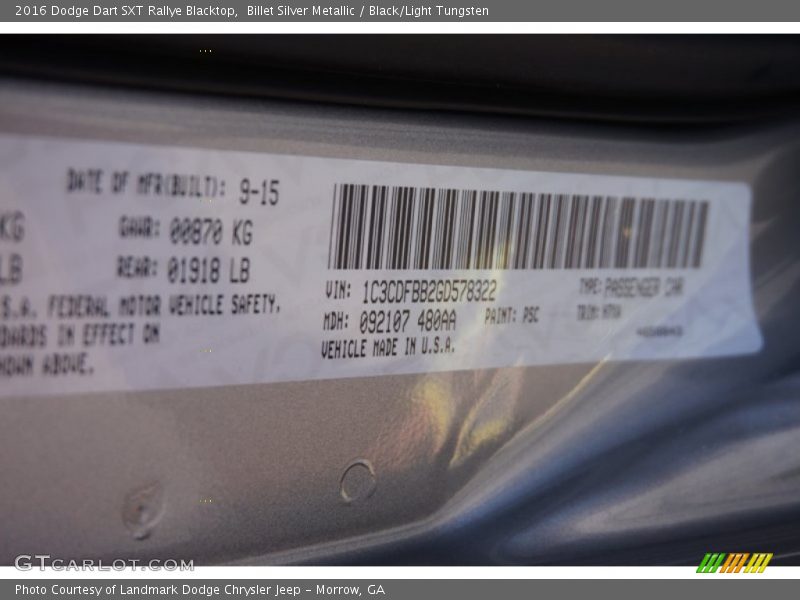 2016 Dodge Dart SXT Rallye Blacktop, Billet Silver Metallic / Black/Light Tungsten
DATE OF MFR(BUILT): 9-15
KG GAWR: 00870 KG
LB REAR: 01918 LB
S.A. FEDERAL MOTOR VEHICLE SAFETY,
DARDS IN EFFECT ON
HOWN ABOVE.
VIN: 1C3CDFBB2GD578322 TYPE: PASSENGER CAR
MDH: 092107 480AA PAINT: PSC TRIM:
VEHICLE MADE IN U.S.A.
GTcarlot.com
Photo Courtesy of Landmark Dodge Chrysler Jeep – Morrow, GA